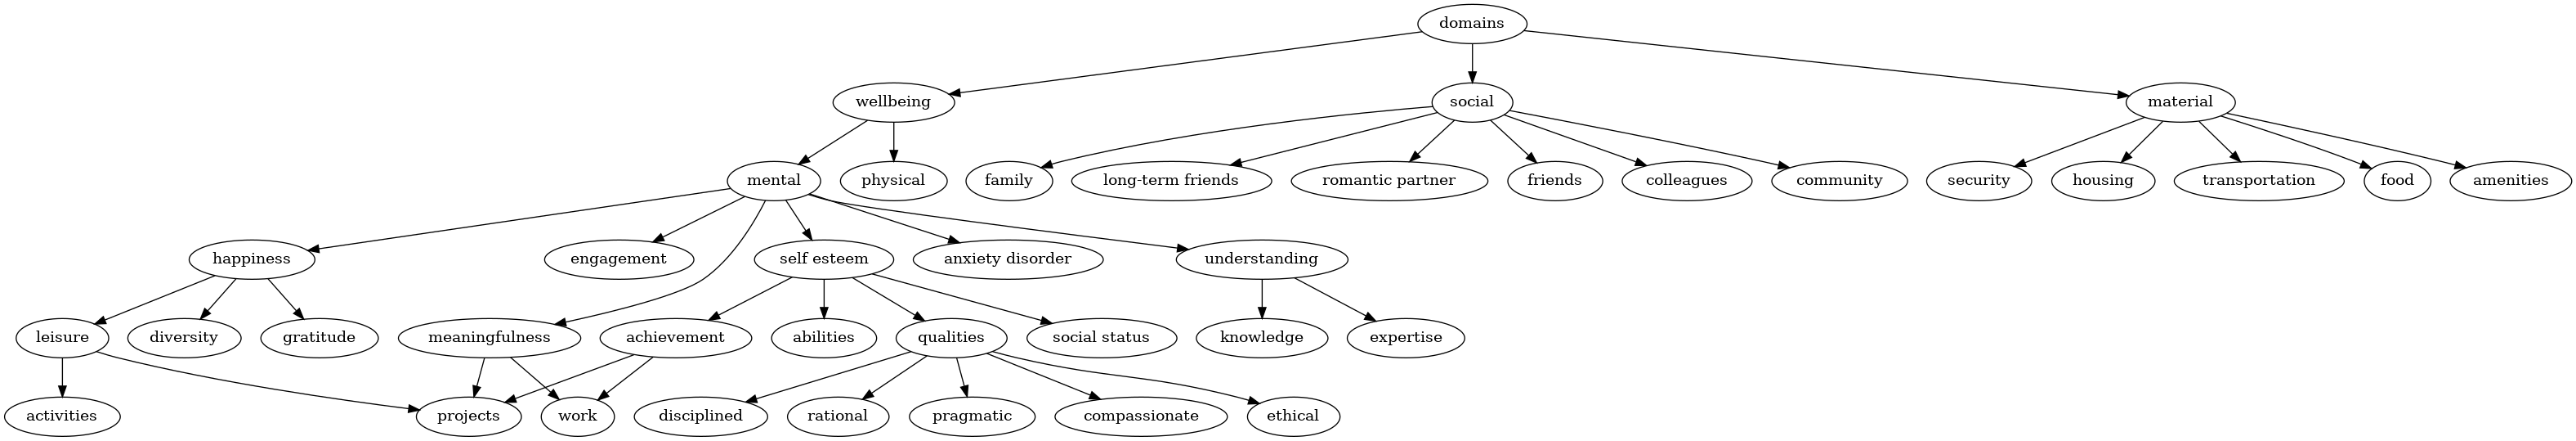 domains
wellbeing
social
material
mental
physical
family
long-term friends
romantic partner
friends
colleagues
community
security
housing
transportation
food
amenities
happiness
engagement
self esteem
anxiety disorder
understanding
leisure
diversity
gratitude
meaningfulness
achievement
abilities
qualities
social status
knowledge
expertise
activities
projects
work
disciplined
rational
pragmatic
compassionate
ethical